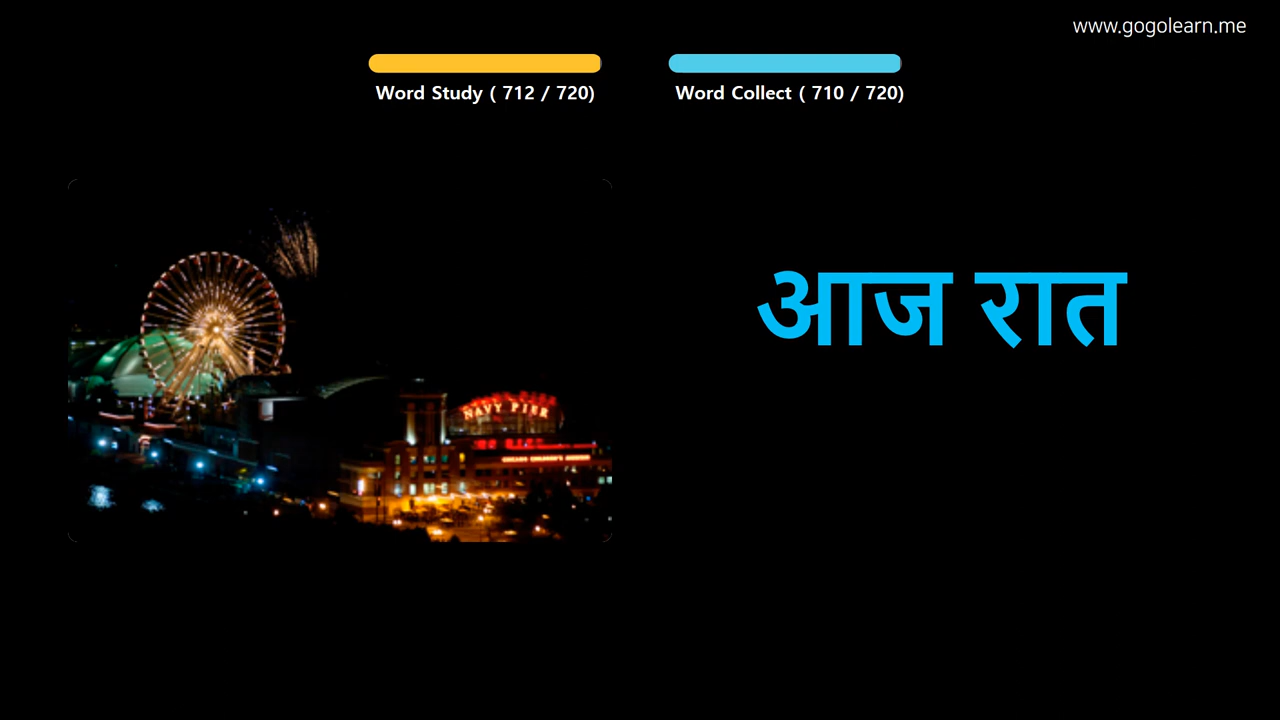 www.gogolearn.me
Word Study ( 712 / 720)
Word Collect ( 710 / 720)
आज रात
NAVY PIER